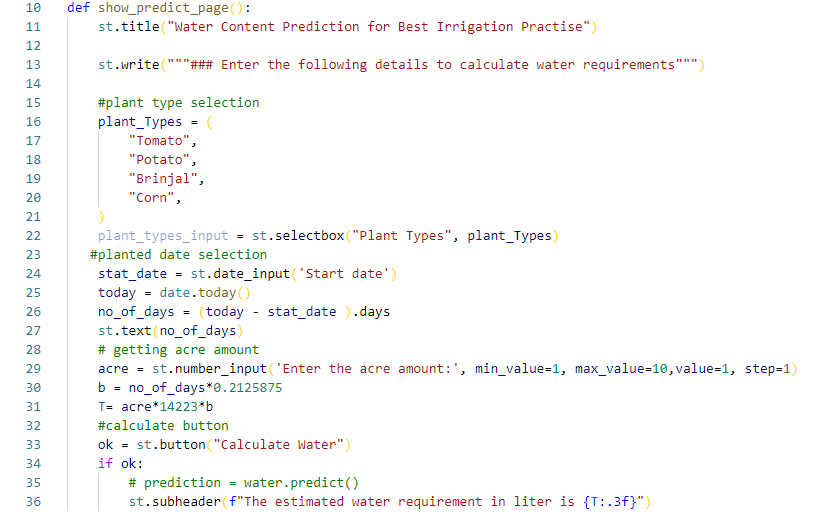 10 def show_predict_page():
11     st.title("Water Content Prediction for Best Irrigation Practise")
12
13     st.write("""### Enter the following details to calculate water requirements""")
14
15     #plant type selection
16     plant_Types = (
17         "Tomato",
18         "Potato",
19         "Brinjal",
20         "Corn",
21     )
22     plant_types_input = st.selectbox("Plant Types", plant_Types)
23    #planted date selection
24     stat_date = st.date_input('Start date')
25     today = date.today()
26     no_of_days = (today - stat_date ).days
27     st.text(no_of_days)
28     # getting acre amount
29     acre = st.number_input('Enter the acre amount:', min_value=1, max_value=10,value=1, step=1)
30     b = no_of_days*0.2125875
31     T= acre*14223*b
32     #calculate button
33     ok = st.button("Calculate Water")
34     if ok:
35         # prediction = water.predict()
36         st.subheader(f"The estimated water requirement in liter is {T:.3f}")